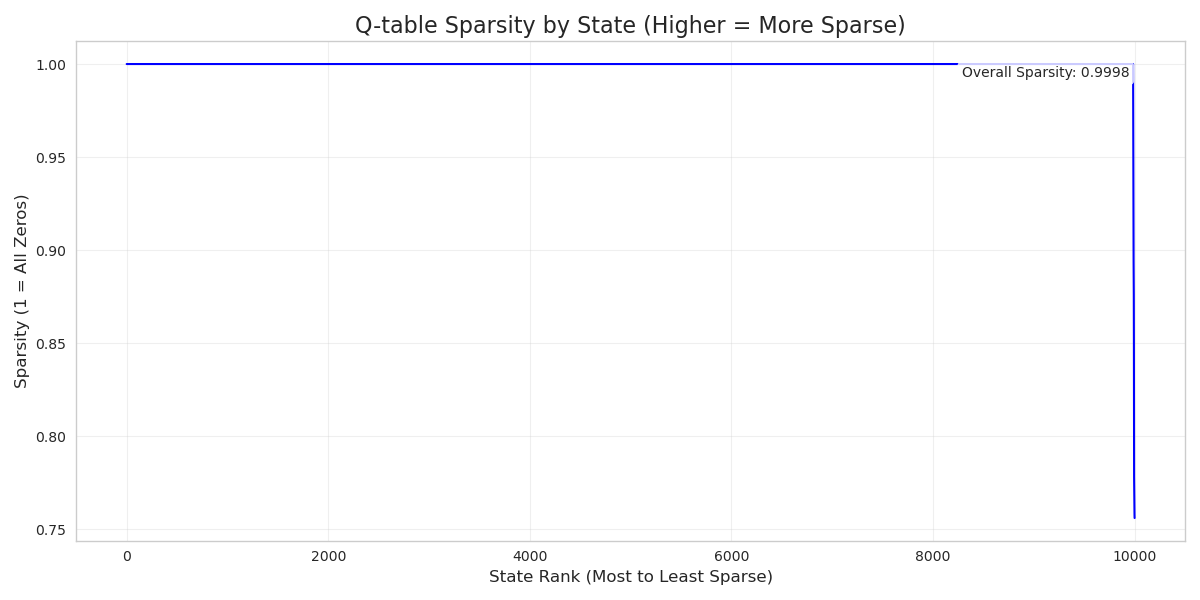 Q-table Sparsity by State (Higher = More Sparse)
Sparsity (1 = All Zeros)
1.00
0.95
0.90
0.85
0.80
0.75
Overall Sparsity: 0.9998
0 2000 4000 6000 8000 10000
State Rank (Most to Least Sparse)